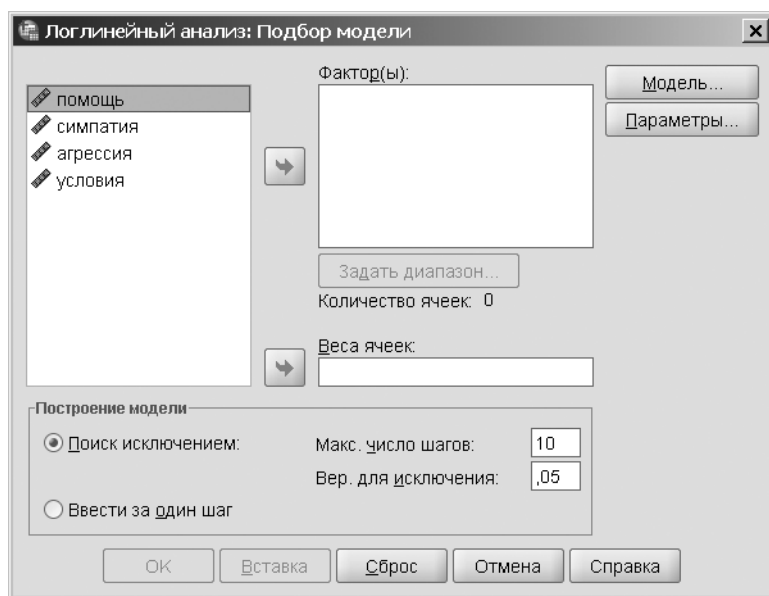 Логлинейный анализ: Подбор модели
Фактор(ы):
помощь
симпатия
агрессия
условия
Модель...
Параметры...
Задать диапазон...
Количество ячеек: 0
Веса ячеек:
Построение модели
Поиск исключением:
Макс. число шагов: 10
Вер. для исключения: ,05
Ввести за один шаг
OK
Вставка
Сброс
Отмена
Справка